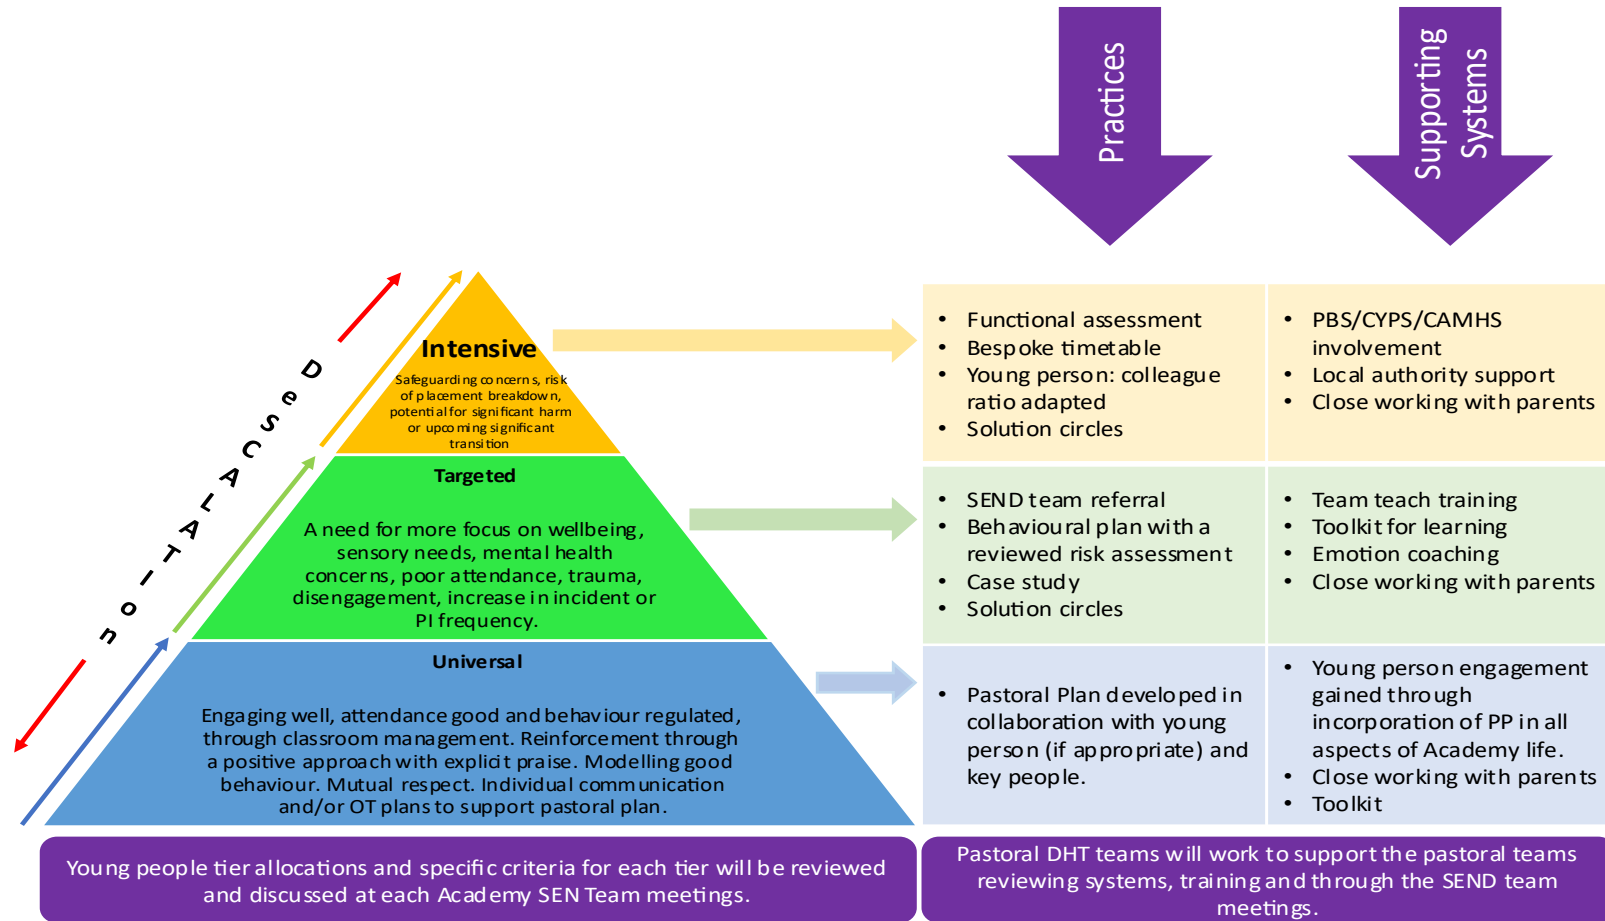 Practices
Supporting
Systems
DeSCALATIon
Intensive
Safeguarding concerns, risk
of placement breakdown,
potential for significant harm
or upcoming significant
transition
• Functional assessment
• Bespoke timetable
• Young person: colleague
ratio adapted
• Solution circles
• PBS/CYPS/CAMHS
involvement
• Local authority support
• Close working with parents
Targeted
A need for more focus on wellbeing,
sensory needs, mental health
concerns, poor attendance, trauma,
disengagement, increase in incident or
PI frequency.
• SEND team referral
• Behavioural plan with a
reviewed risk assessment
• Case study
• Solution circles
• Team teach training
• Toolkit for learning
• Emotion coaching
• Close working with parents
Universal
Engaging well, attendance good and behaviour regulated,
through classroom management. Reinforcement through
a positive approach with explicit praise. Modelling good
behaviour. Mutual respect. Individual communication
and/or OT plans to support pastoral plan.
• Pastoral Plan developed in
collaboration with young
person (if appropriate) and
key people.
• Young person engagement
gained through
incorporation of PP in all
aspects of Academy life.
• Close working with parents
• Toolkit
Young people tier allocations and specific criteria for each tier will be reviewed
and discussed at each Academy SEN Team meetings.
Pastoral DHT teams will work to support the pastoral teams
reviewing systems, training and through the SEND team
meetings.